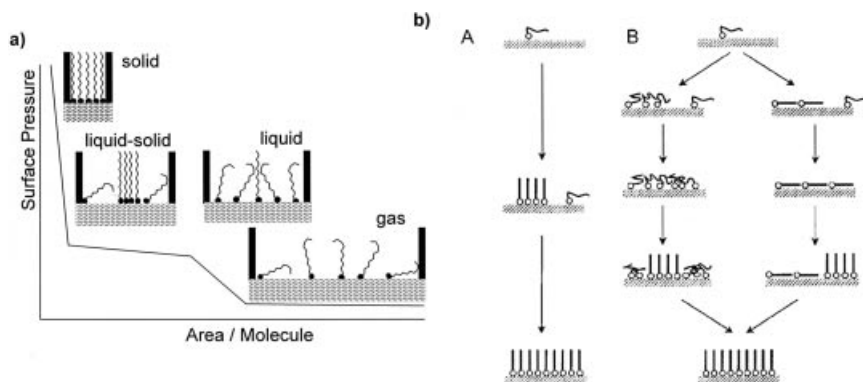 a)
solid
liquid-solid
liquid
gas
Surface Pressure
Area / Molecule
b)
A
B